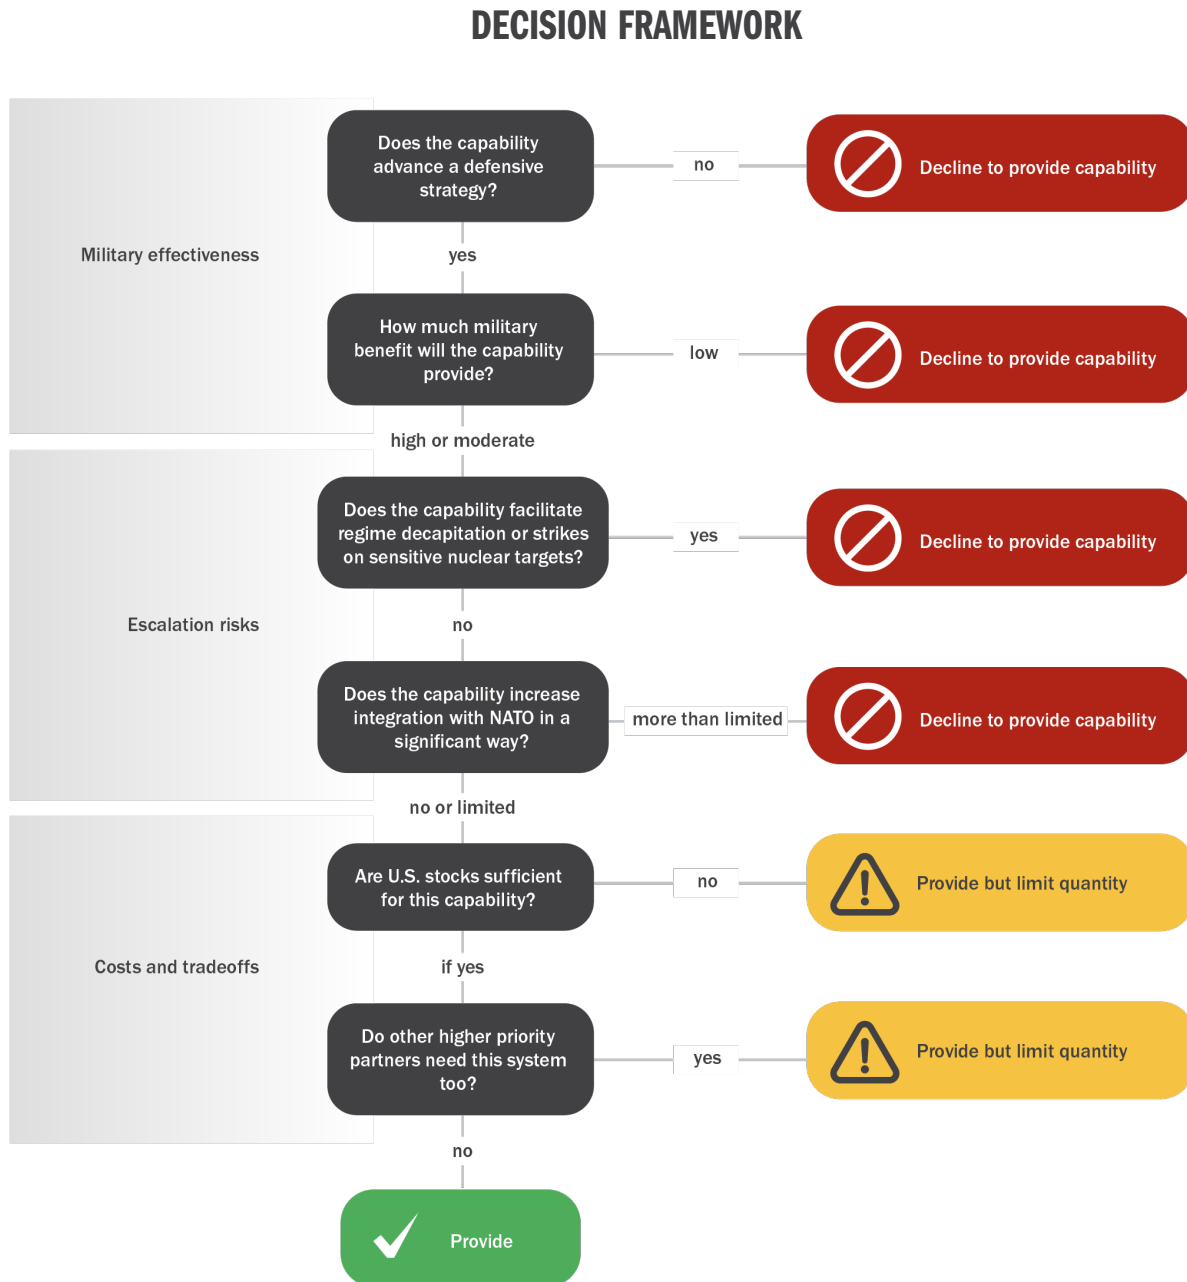 DECISION FRAMEWORK
Military effectiveness
Does the capability
advance a defensive
strategy?
no
Decline to provide capability
yes
How much military
benefit will the capability
provide?
low
Decline to provide capability
high or moderate
Escalation risks
Does the capability facilitate
regime decapitation or strikes
on sensitive nuclear targets?
yes
Decline to provide capability
no
Does the capability increase
integration with NATO in a
significant way?
more than limited
Decline to provide capability
no or limited
Costs and tradeoffs
Are U.S. stocks sufficient
for this capability?
no
Provide but limit quantity
if yes
Do other higher priority
partners need this system
too?
yes
Provide but limit quantity
no
Provide